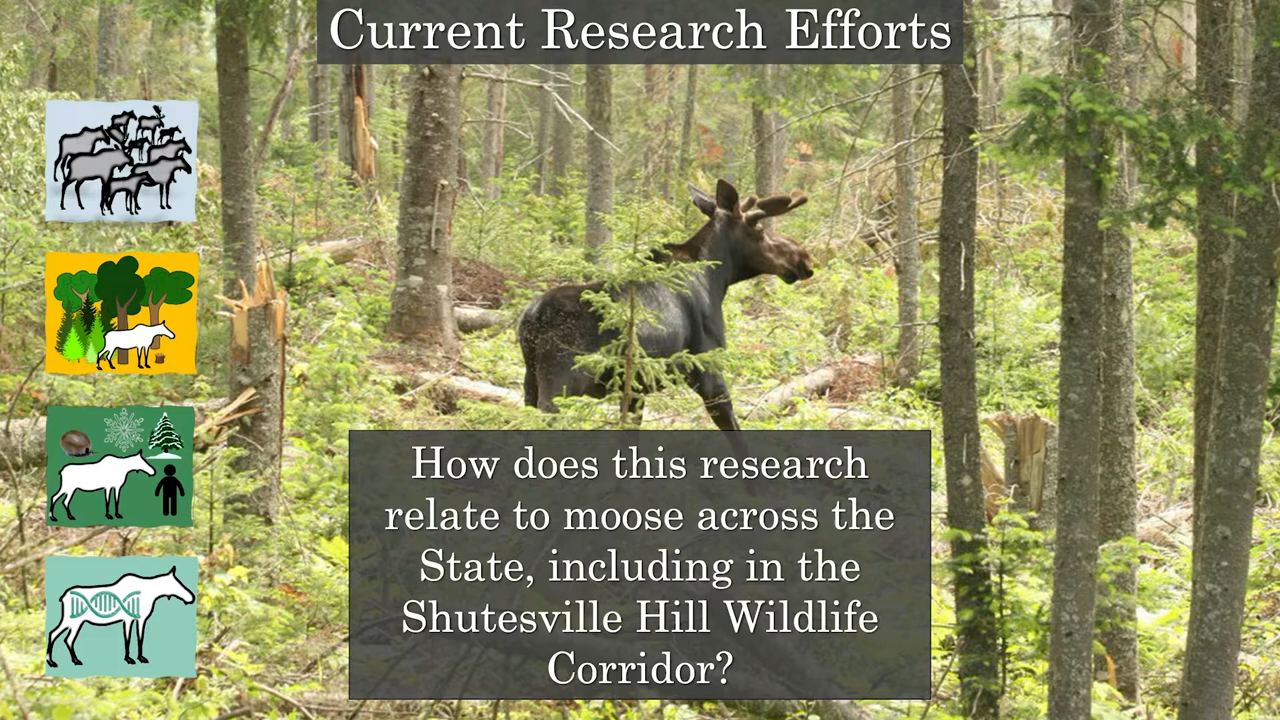 Current Research Efforts
How does this research
relate to moose across the
State, including in the
Shutesville Hill Wildlife
Corridor?